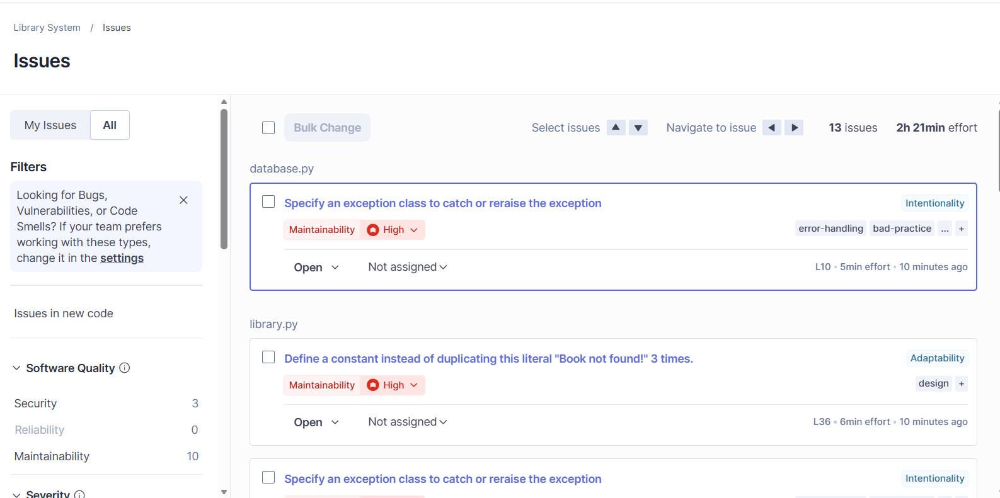 Library System / Issues
Issues
My Issues All
Filters
Looking for Bugs,
Vulnerabilities, or Code
Smells? If your team prefers
working with these types,
change it in the settings
Issues in new code
Software Quality
Security 3
Reliability 0
Maintainability 10
Severity
Bulk Change Select issues Navigate to issue 13 issues 2h 21min effort
database.py
Specify an exception class to catch or reraise the exception Intentionality
Maintainability High error-handling bad-practice ... +
Open Not assigned L10 • 5min effort • 10 minutes ago
library.py
Define a constant instead of duplicating this literal "Book not found!" 3 times. Adaptability
Maintainability High design +
Open Not assigned L36 • 6min effort • 10 minutes ago
Specify an exception class to catch or reraise the exception Intentionality